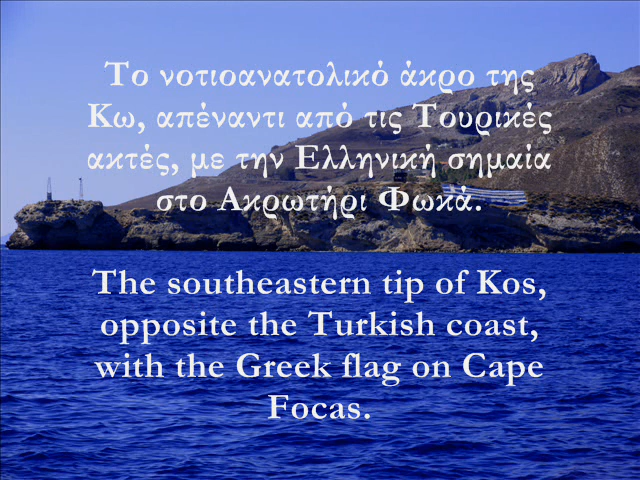 Το νοτιοανατολικό άκρο της
Κω, απέναντι από τις Τουρικές
ακτές, με την Ελληνική σημαία
στο Ακρωτήρι Φωκά.
The southeastern tip of Kos,
opposite the Turkish coast,
with the Greek flag on Cape
Focas.